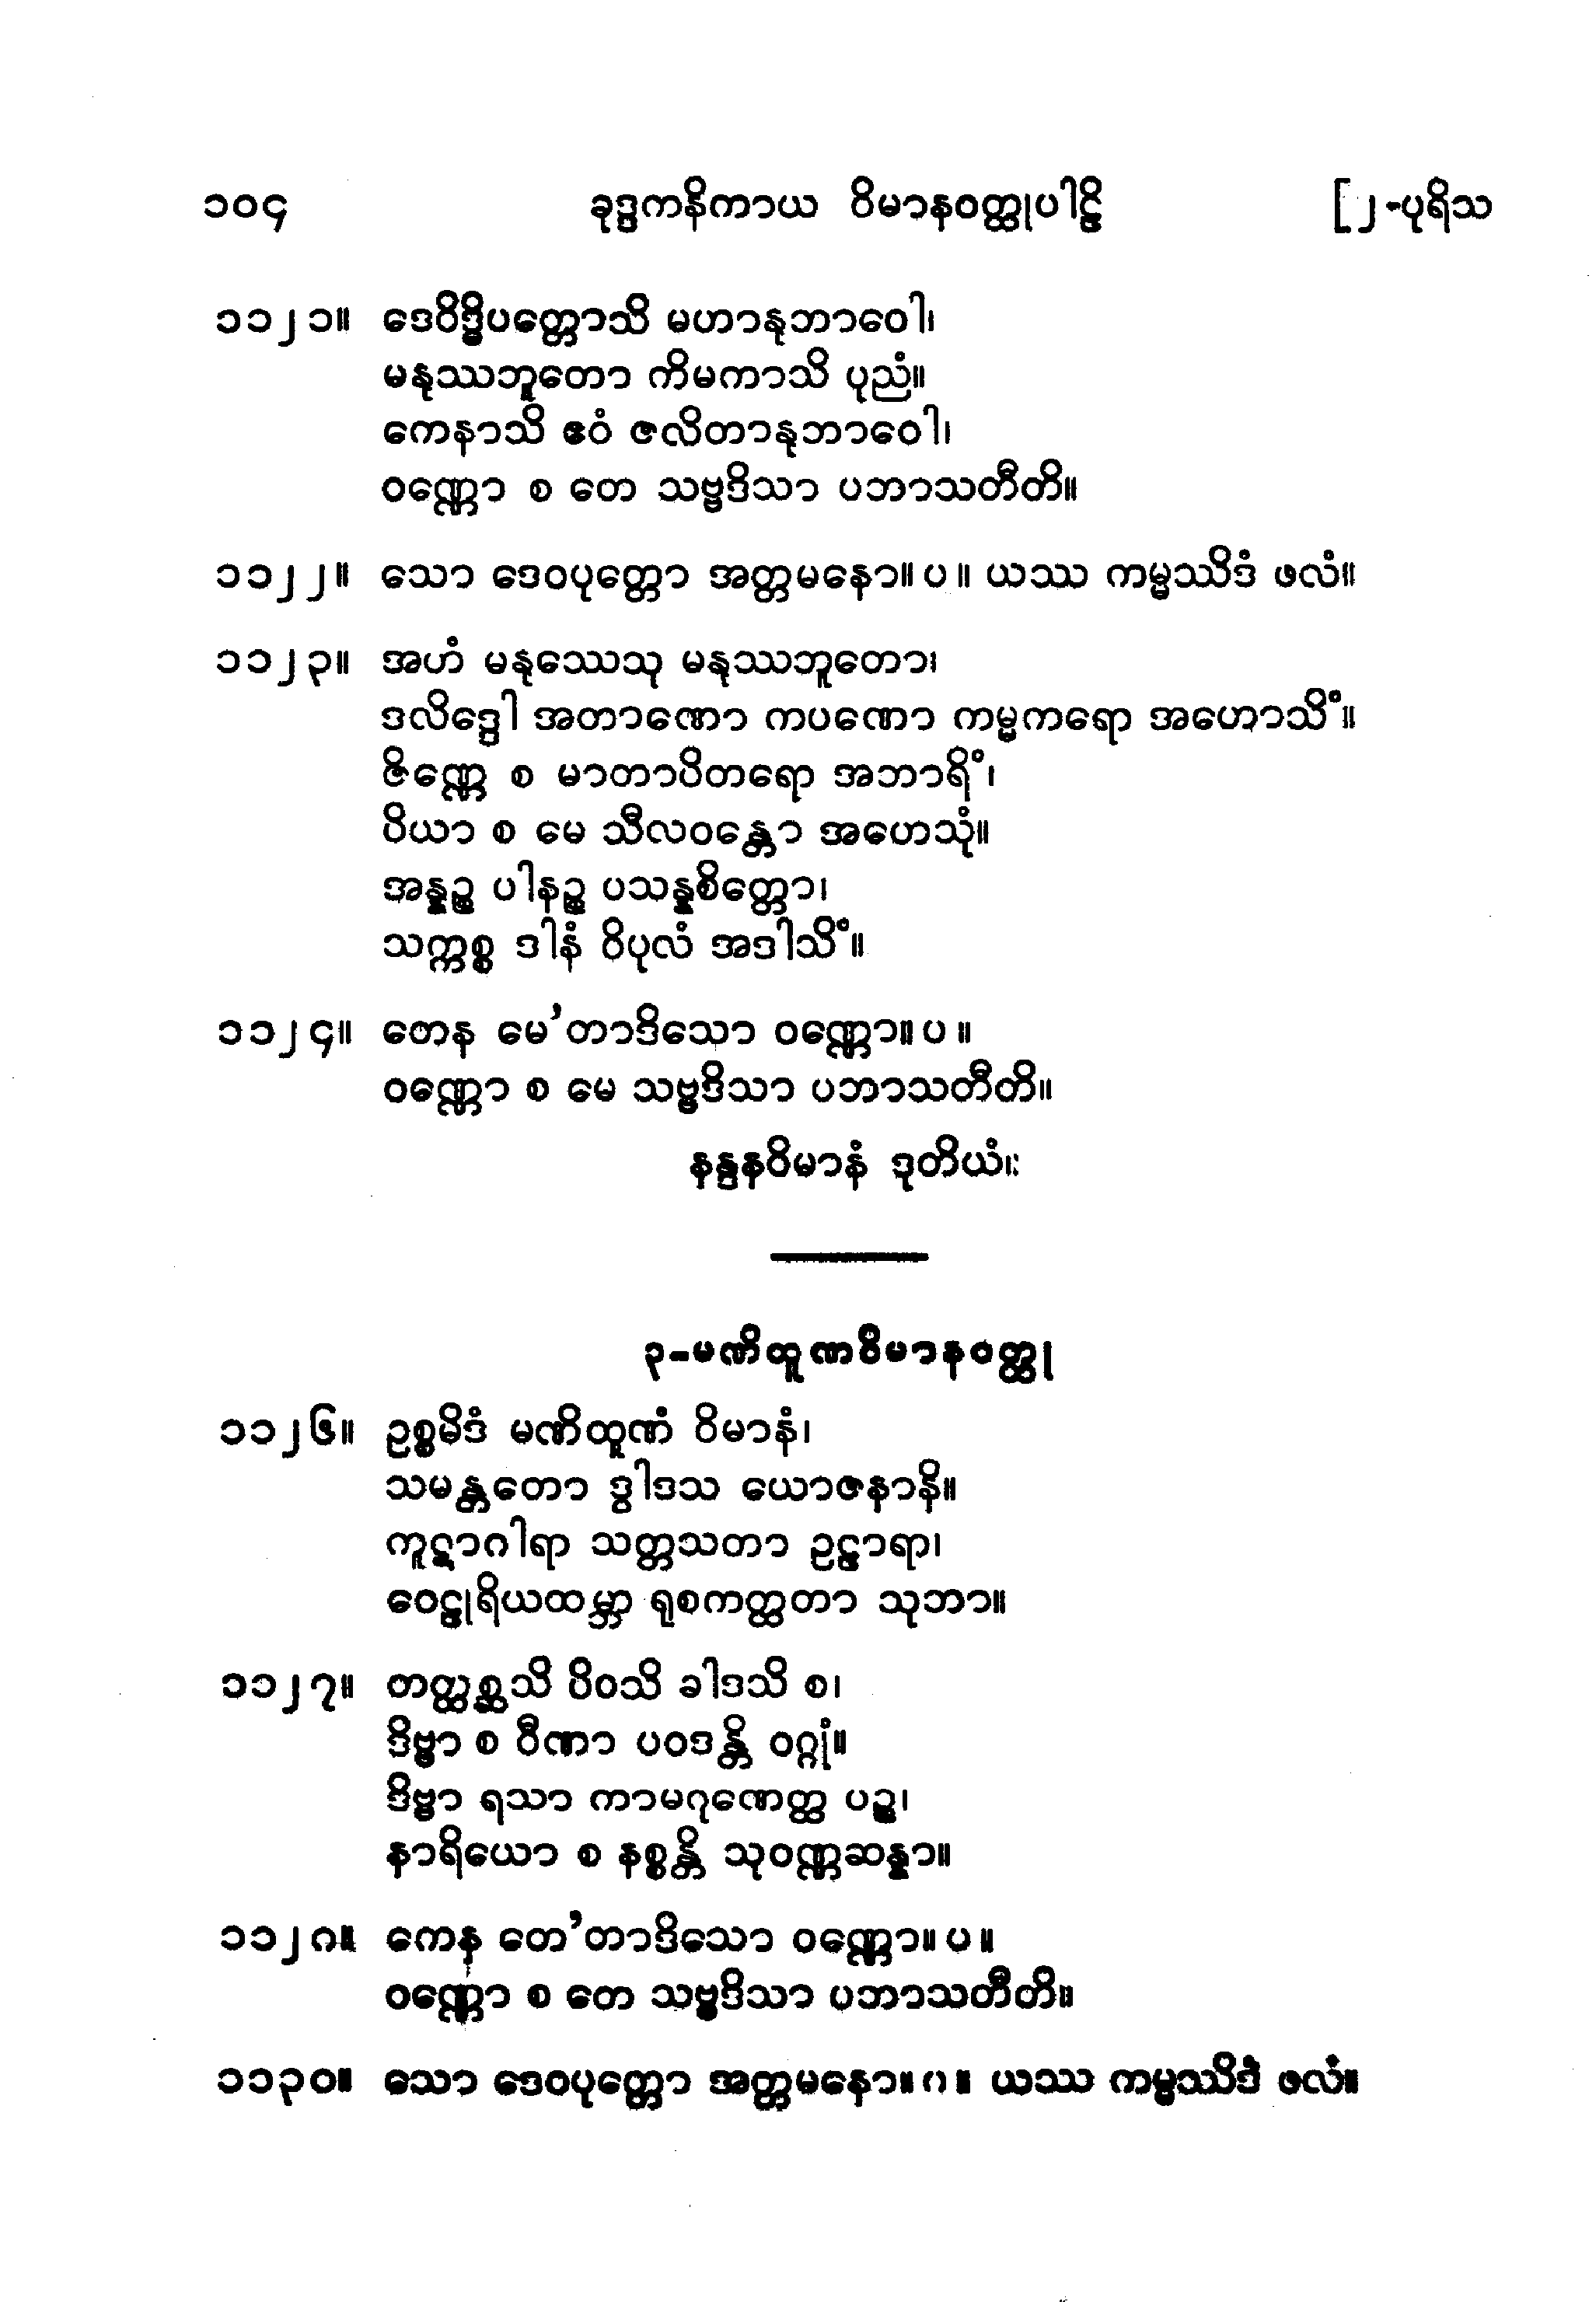 ၁၀၄ ခုဒ္ဒကနိကာယ ဝိမာနဝတ္ထုပါဠိ [၂-ပုရိသ
၁၁၂၁။ ဒေဝိဒ္ဓိပတ္တောသိ မဟာနုဘာဝေါ၊
မနုဿဘူတော ကိမကာသိ ပုညံ။
ကေနာသိ ဧဝံ ဇလိတာနုဘာဝေါ၊
ဝဏ္ဏော စ တေ သဗ္ဗဒိသာ ပဘာသတီတိ။
၁၁၂၂။ သော ဒေဝပုတ္တော အတ္တမနော။ ပ ။ ယဿ ကမ္မဿိဒံ ဖလံ။
၁၁၂၃။ အဟံ မနုဿေသု မနုဿဘူတော၊
ဒလိဒ္ဒေါ အတာဏော ကပဏော ကမ္မကရော အဟောသိံ။
ဇိဏ္ဏေ စ မာတာပိတရော အဘာရိံ၊
ပိယာ စ မေ သီလဝန္တော အဟေသုံ။
အန္နဉ္စ ပါနဉ္စ ပသန္နစိတ္တော၊
သက္ကစ္စ ဒါနံ ဝိပုလံ အဒါသိံ။
၁၁၂၄။ တေန မေ’တာဒိသော ဝဏ္ဏော။ ပ ။
ဝဏ္ဏော စ မေ သဗ္ဗဒိသာ ပဘာသတီတိ။
နန္ဒနဝိမာနံ ဒုတိယံ။
၃-မဏိထူဏဝိမာနဝတ္ထု
၁၁၂၆။ ဥစ္စမိဒံ မဏိထူဏံ ဝိမာနံ၊
သမန္တတော ဒွါဒသ ယောဇနာနိ။
ကူဋာဂါရာ သတ္တသတာ ဥဠာရာ၊
ဝေဠုရိယထမ္ဘာ ရုစကတ္ထတာ သုဘာ။
၁၁၂၇။ တတ္ထစ္ဆသိ ပိဝသိ ခါဒသိ စ၊
ဒိဗ္ဗာ စ ဝီဏာ ပဝဒန္တိ ဝဂ္ဂုံ။
ဒိဗ္ဗာ ရသာ ကာမဂုဏေတ္ထ ပဉ္စ၊
နာရိယော စ နစ္စန္တိ သုဝဏ္ဏဆန္နာ။
၁၁၂၈။ ကေန တေ’တာဒိသော ဝဏ္ဏော။ ပ ။
ဝဏ္ဏော စ တေ သဗ္ဗဒိသာ ပဘာသတီတိ။
၁၁၃၀။ သော ဒေဝပုတ္တော အတ္တမနော။ ပ ။ ယဿ ကမ္မဿိဒံ ဖလံ။